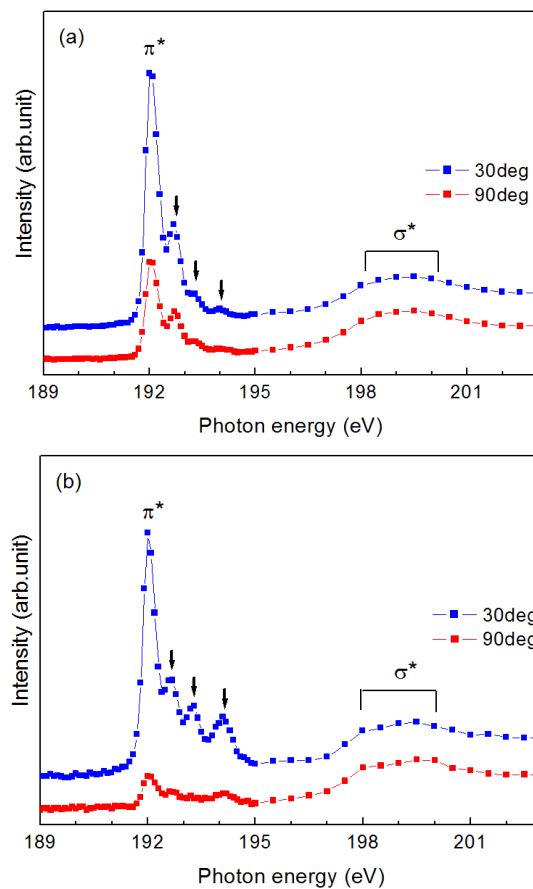 (a)
π*
30deg
90deg
σ*
Intensity (arb.unit)
189 192 195 198 201
Photon energy (eV)
(b)
π*
30deg
90deg
σ*
Intensity (arb.unit)
189 192 195 198 201
Photon energy (eV)